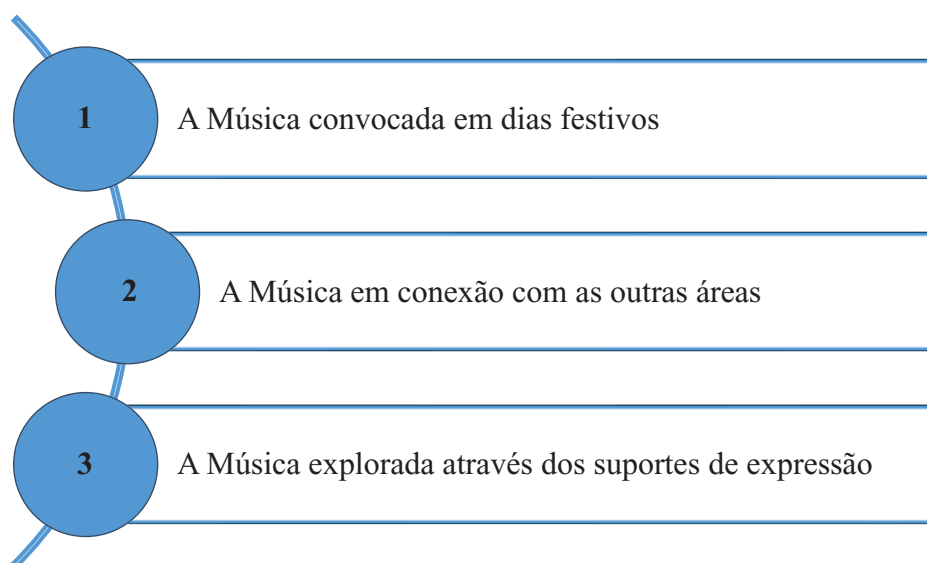 1
A Música convocada em dias festivos
2
A Música em conexão com as outras áreas
3
A Música explorada através dos suportes de expressão